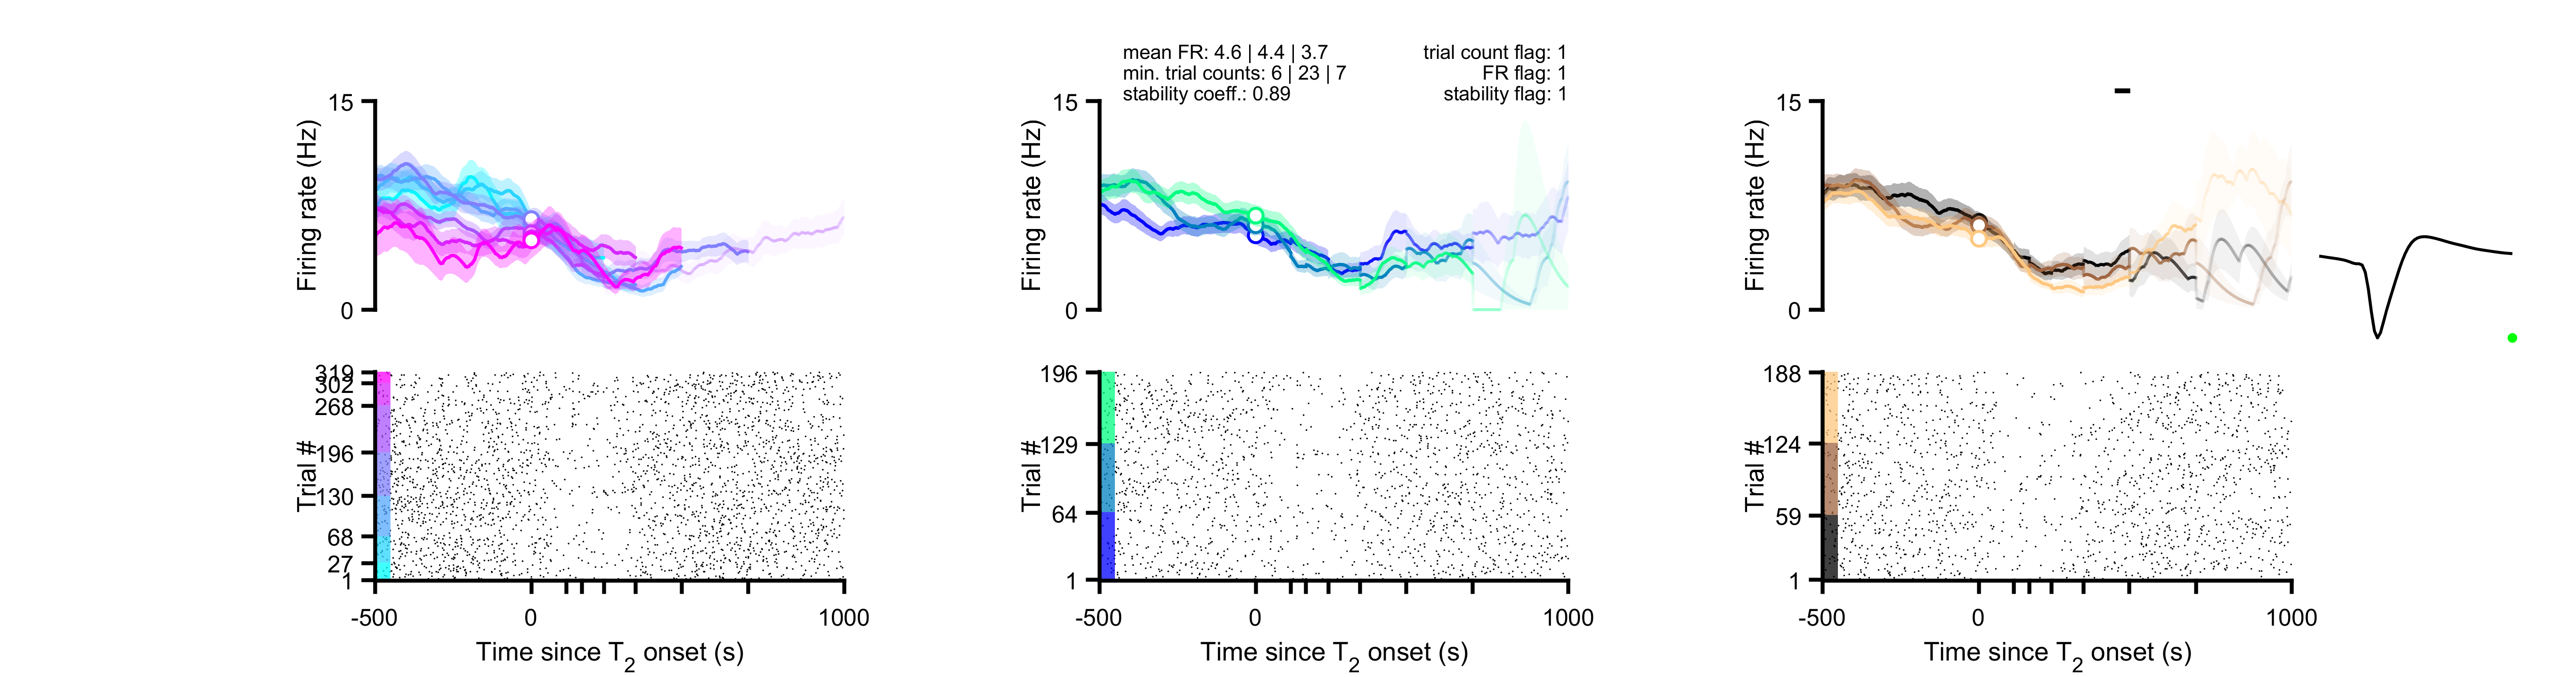 mean FR: 4.6 | 4.4 | 3.7
min. trial counts: 6 | 23 | 7
stability coeff.: 0.89
trial count flag: 1
FR flag: 1
stability flag: 1
15
Firing rate (Hz)
0
15
Firing rate (Hz)
0
15
Firing rate (Hz)
0
319
302
268
196
130
68
27
1
Trial #
-500
0
1000
Time since T2 onset (s)
196
129
64
1
Trial #
-500
0
1000
Time since T2 onset (s)
188
124
59
1
Trial #
-500
0
1000
Time since T2 onset (s)